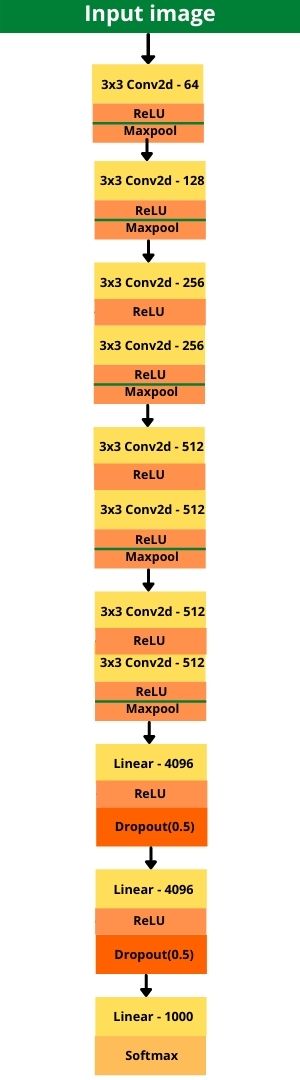 Input image
3x3 Conv2d - 64
ReLU
Maxpool
3x3 Conv2d - 128
ReLU
Maxpool
3x3 Conv2d - 256
ReLU
3x3 Conv2d - 256
ReLU
Maxpool
3x3 Conv2d - 512
ReLU
3x3 Conv2d - 512
ReLU
Maxpool
3x3 Conv2d - 512
ReLU
3x3 Conv2d - 512
ReLU
Maxpool
Linear - 4096
ReLU
Dropout(0.5)
Linear - 4096
ReLU
Dropout(0.5)
Linear - 1000
Softmax